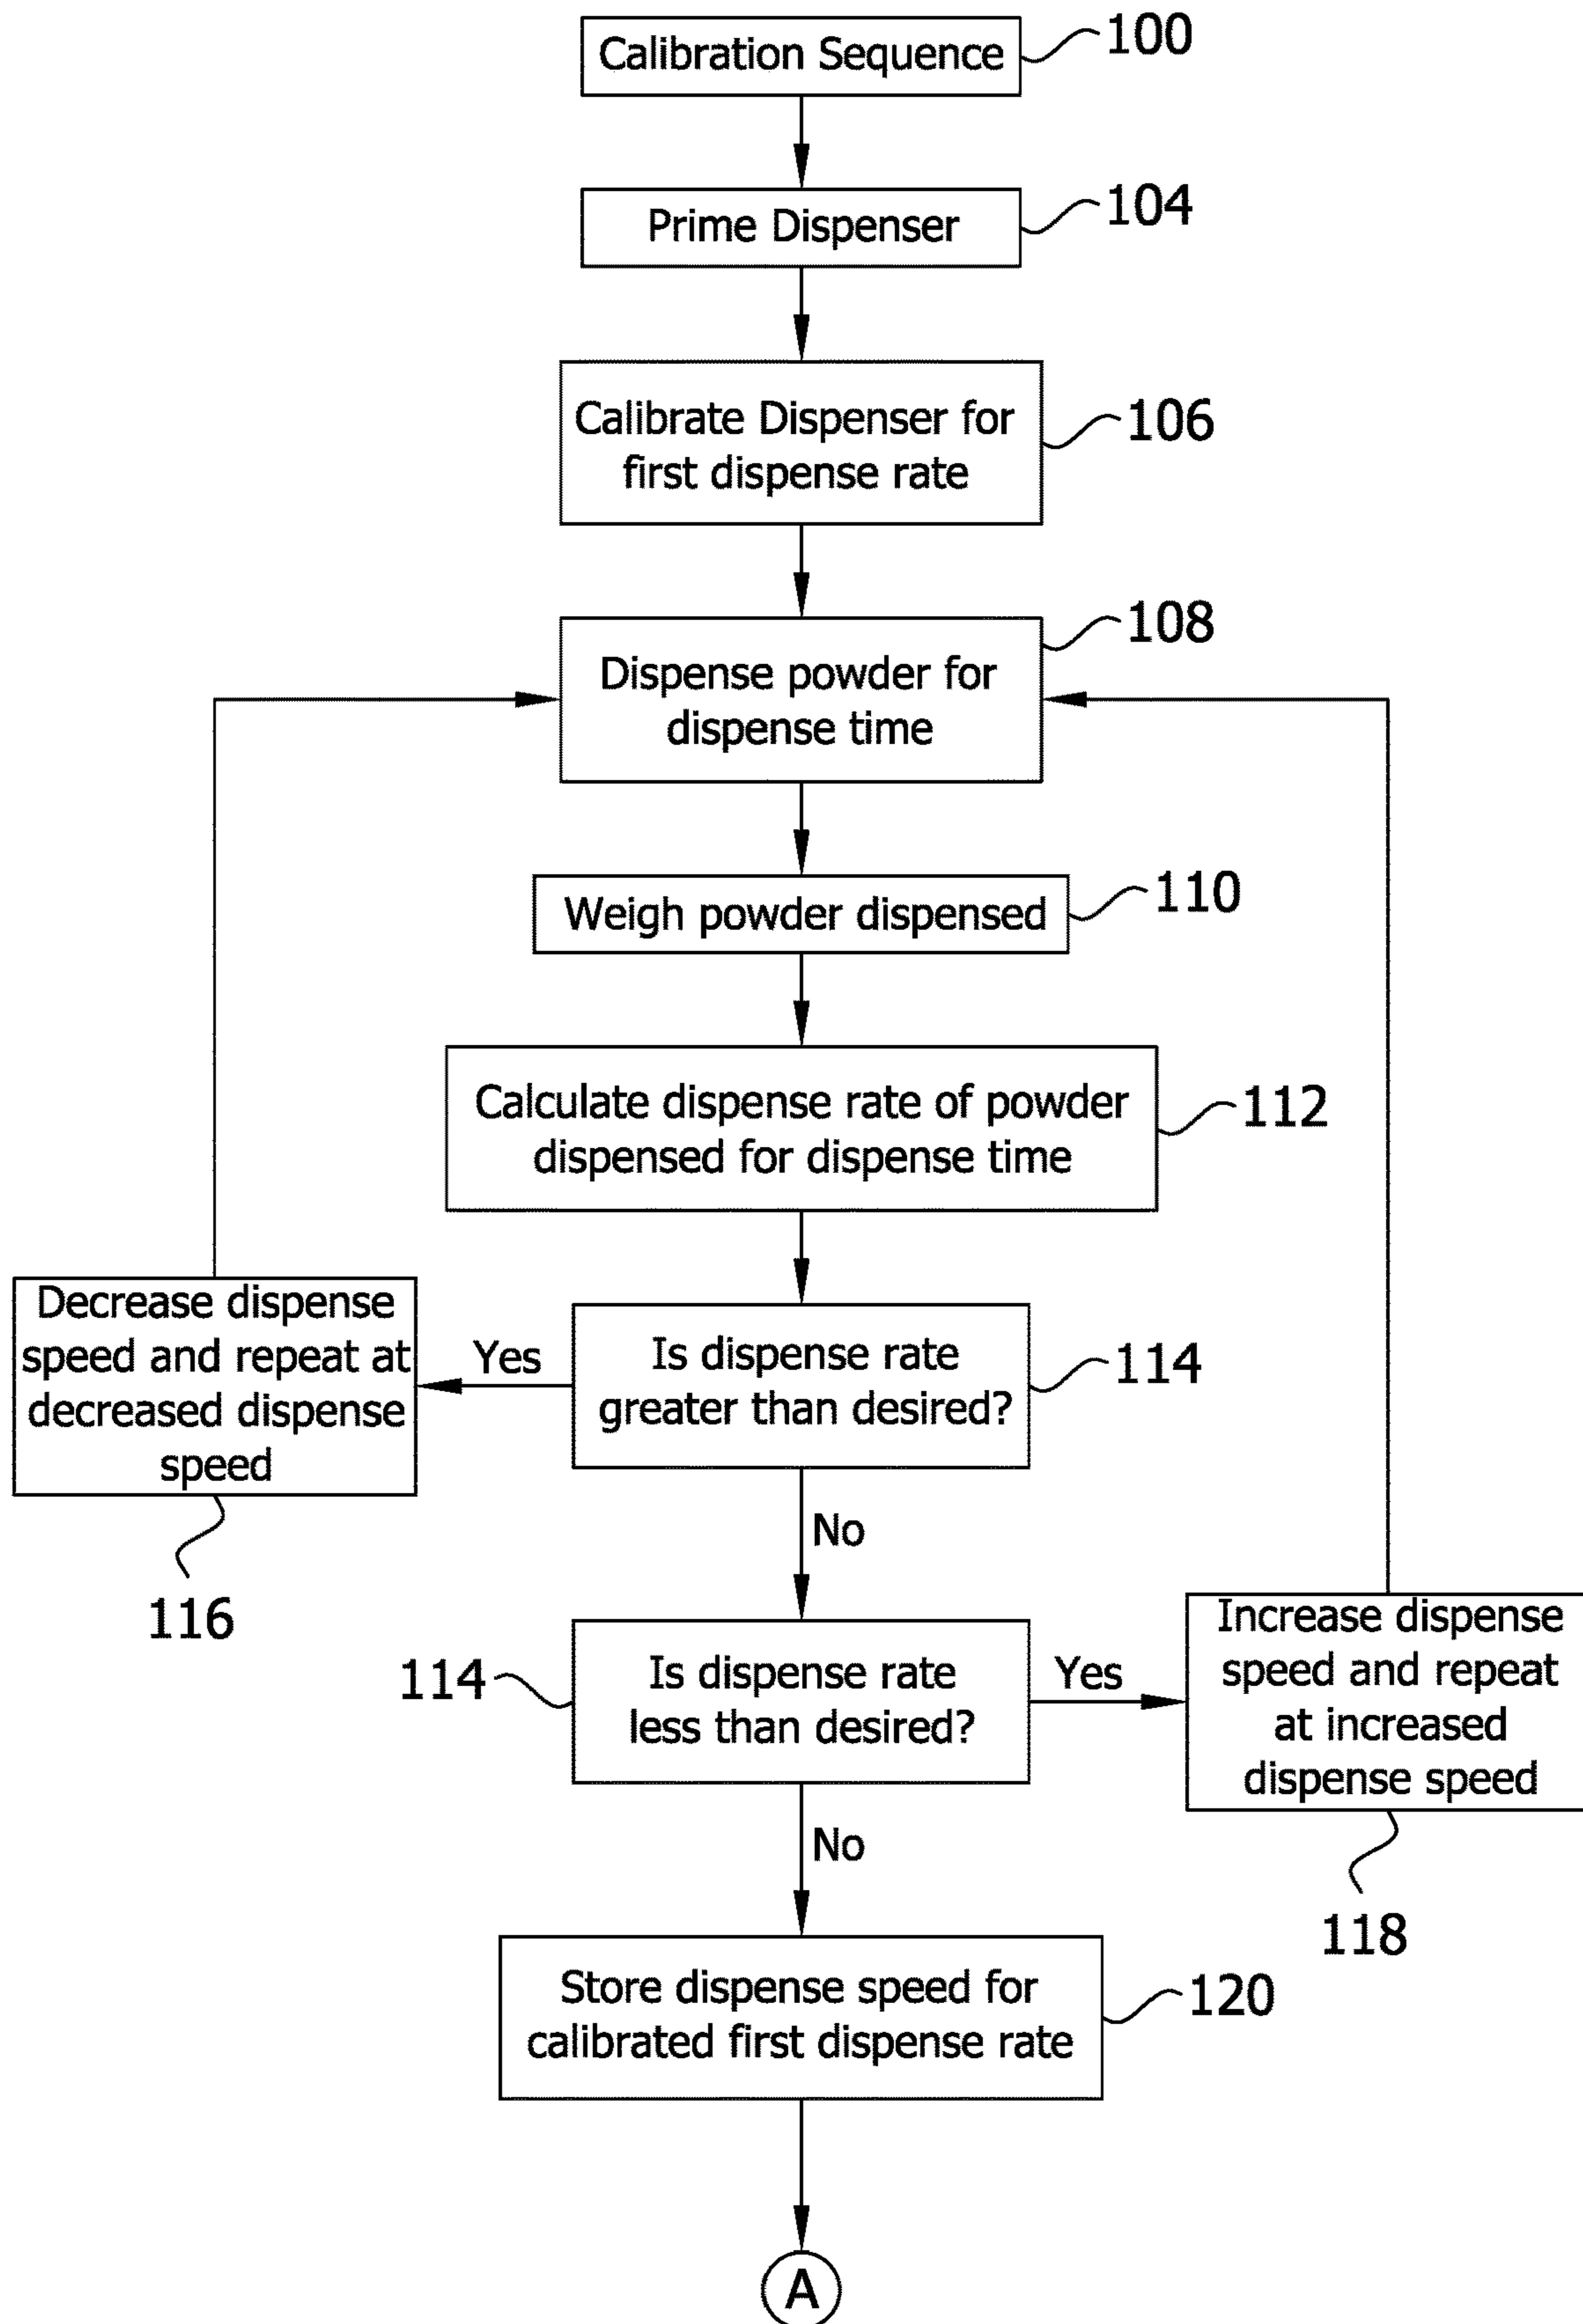 Calibration Sequence
100
Prime Dispenser
104
Calibrate Dispenser for
first dispense rate
106
108
Dispense powder for
dispense time
Weigh powder dispensed
110
Calculate dispense rate of powder
dispensed for dispense time
112
Decrease dispense
speed and repeat at
decreased dispense
speed
116
Yes
Is dispense rate
greater than desired?
114
No
114
Is dispense rate
less than desired?
Yes
Increase dispense
speed and repeat
at increased
dispense speed
118
No
Store dispense speed for
calibrated first dispense rate
120
A